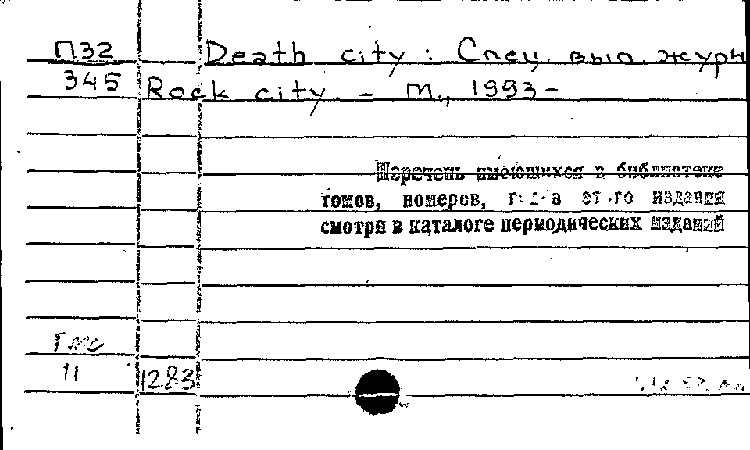 П32 Death city : Спец. вып. журн
345 Rock city – М., 1993–
Перечень имеющихся в библиотеке
томов, номеров, года этого издания
смотри в каталоге периодических изданий
11 1283